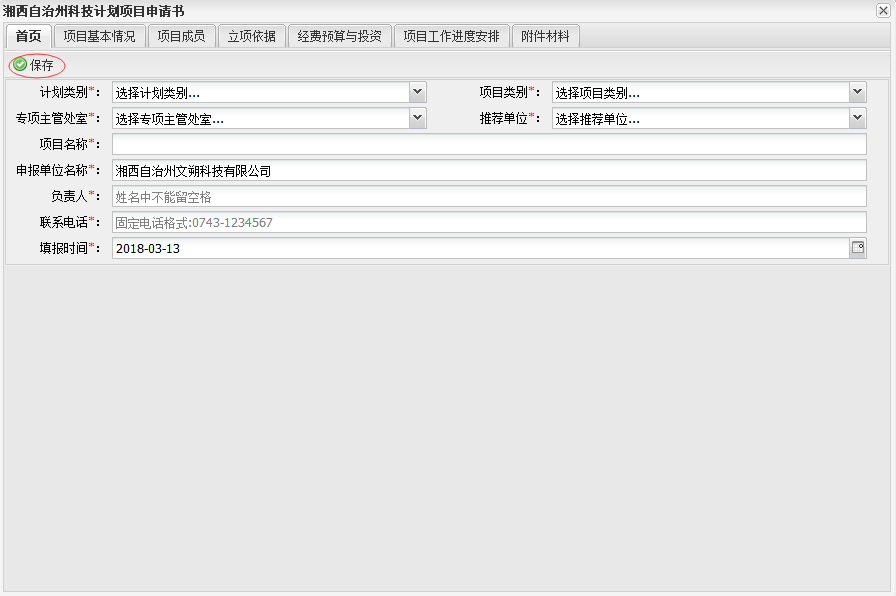 湘西自治州科技计划项目申请书
首页 项目基本情况 项目成员 立项依据 经费预算与投资 项目工作进度安排 附件材料
保存
计划类别*： 选择计划类别... 项目类别*： 选择项目类别...
专项主管处室*： 选择专项主管处室... 推荐单位*： 选择推荐单位...
项目名称*：
申报单位名称*： 湘西自治州文朔科技有限公司
负责人*： 姓名中不能留空格
联系电话*： 固定电话格式:0743-1234567
填报时间*： 2018-03-13